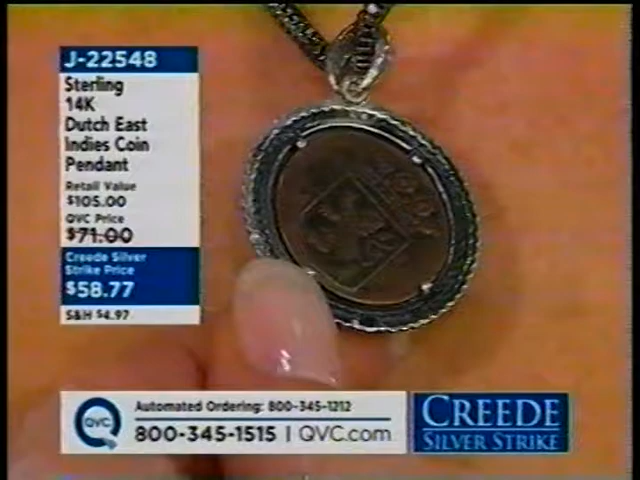 J-22548
Sterling
14K
Dutch East
Indies Coin
Pendant
Retail Value
$105.00
QVC Price
$71.00
Creede Silver
Strike Price
$58.77
S&H $4.97
QVC
Automated Ordering: 800-345-1212
800-345-1515 | QVC.com
CREEDE
SILVER STRIKE